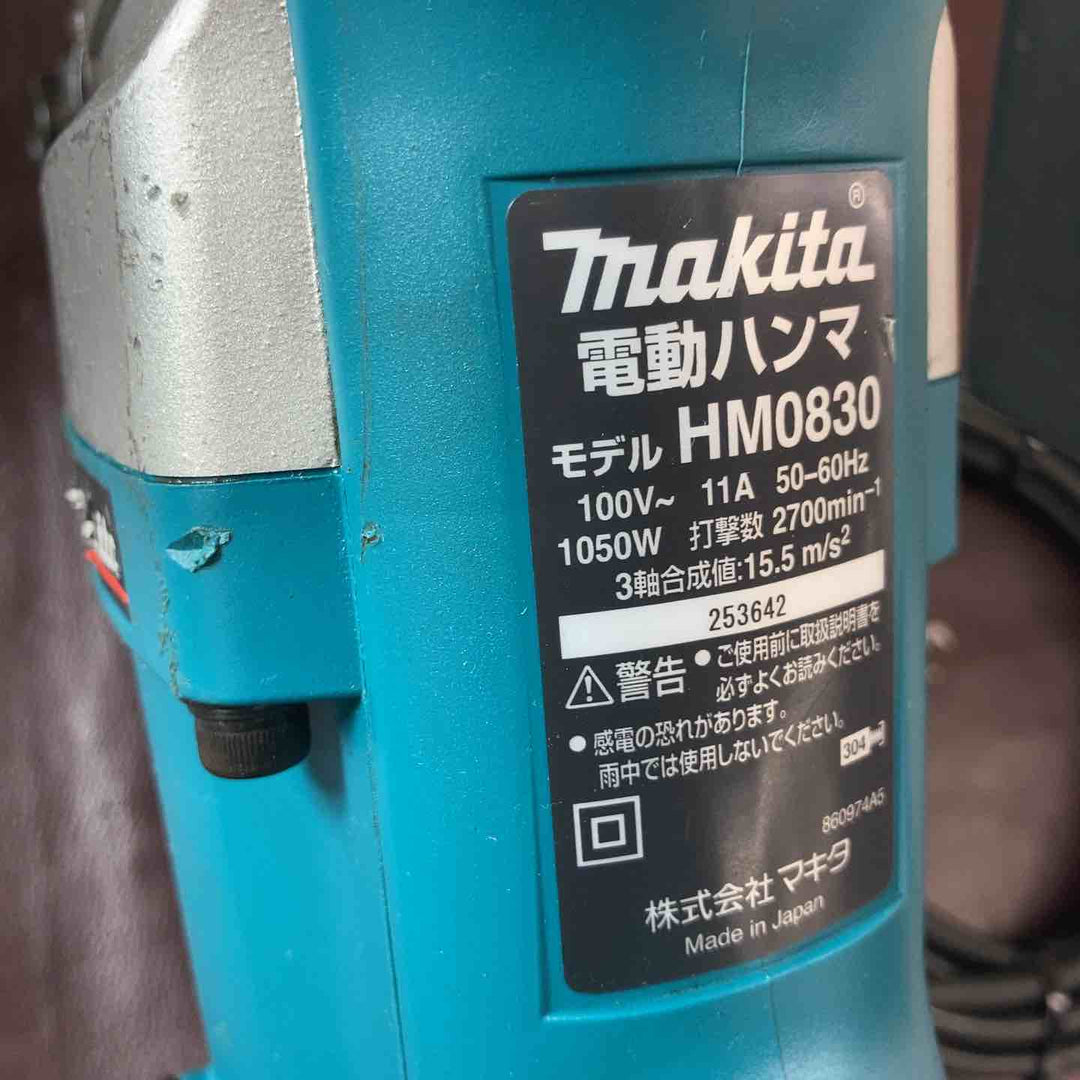 makita®
電動ハンマ
モデル HM0830
100V~ 11A 50-60Hz
1050W 打撃数 2700min⁻¹
3軸合成値:15.5 m/s²
253642
警告 ●ご使用前に取扱説明書を
必ずよくお読みください。
●感電の恐れがあります。
雨中では使用しないでください。
304
860974A5
株式会社 マキタ
Made in Japan